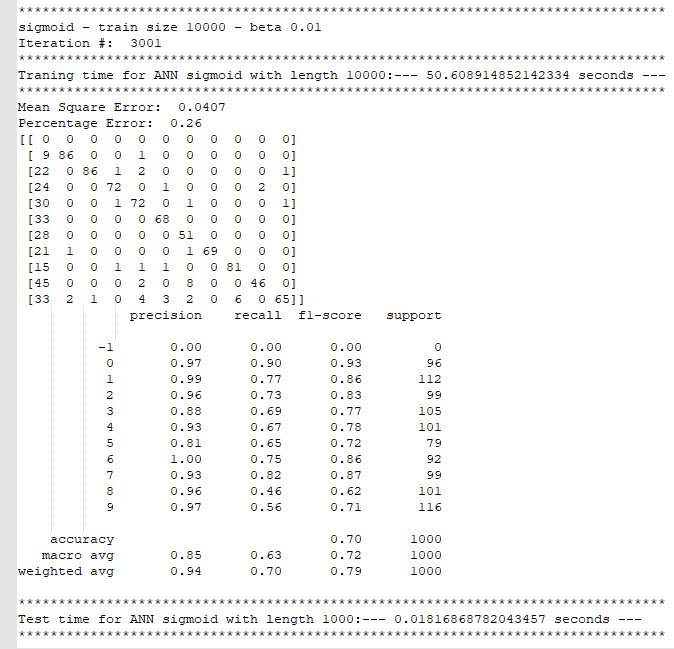 *********************************************************************************
sigmoid - train size 10000 - beta 0.01
Iteration #:  3001
*********************************************************************************
Traning time for ANN sigmoid with length 10000:--- 50.608914852142334 seconds ---
*********************************************************************************
Mean Square Error:  0.0407
Percentage Error:  0.26
[[ 0  0  0  0  0  0  0  0  0  0  0]
 [ 9 86  0  0  1  0  0  0  0  0  0]
 [22  0 86  1  2  0  0  0  0  0  1]
 [24  0  0 72  0  1  0  0  0  2  0]
 [30  0  0  1 72  0  1  0  0  0  1]
 [33  0  0  0  0 68  0  0  0  0  0]
 [28  0  0  0  0  0 51  0  0  0  0]
 [21  1  0  0  0  0  1 69  0  0  0]
 [15  0  0  1  1  1  0  0 81  0  0]
 [45  0  0  0  2  0  8  0  0 46  0]
 [33  2  1  0  4  3  2  0  6  0 65]]
              precision    recall  f1-score   support
          -1       0.00      0.00      0.00         0
           0       0.97      0.90      0.93        96
           1       0.99      0.77      0.86       112
           2       0.96      0.73      0.83        99
           3       0.88      0.69      0.77       105
           4       0.93      0.67      0.78       101
           5       0.81      0.65      0.72        79
           6       1.00      0.75      0.86        92
           7       0.93      0.82      0.87        99
           8       0.96      0.46      0.62       101
           9       0.97      0.56      0.71       116
    accuracy                           0.70      1000
   macro avg       0.85      0.63      0.72      1000
weighted avg       0.94      0.70      0.79      1000
*********************************************************************************
Test time for ANN sigmoid with length 1000:--- 0.01816868782043457 seconds ---
*********************************************************************************